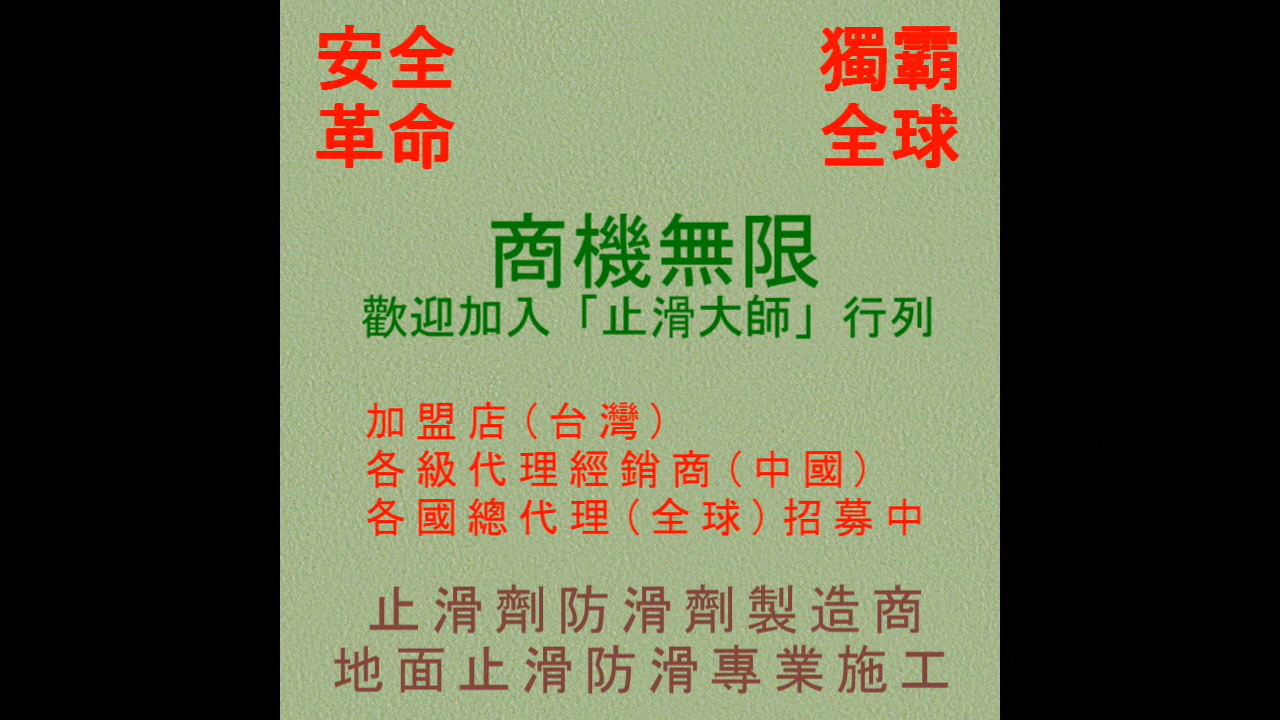 安全
革命
獨霸
全球
商機無限
歡迎加入「止滑大師」行列
加盟店(台灣)
各級代理經銷商(中國)
各國總代理(全球)招募中
止滑劑防滑劑製造商
地面止滑防滑專業施工